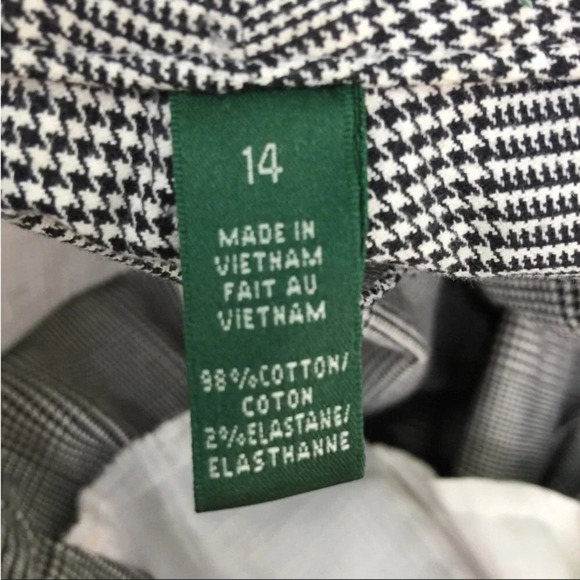 14
MADE IN
VIETNAM
FAIT AU
VIETNAM
98%COTTON/
COTON
2%ELASTANE/
ELASTHANNE